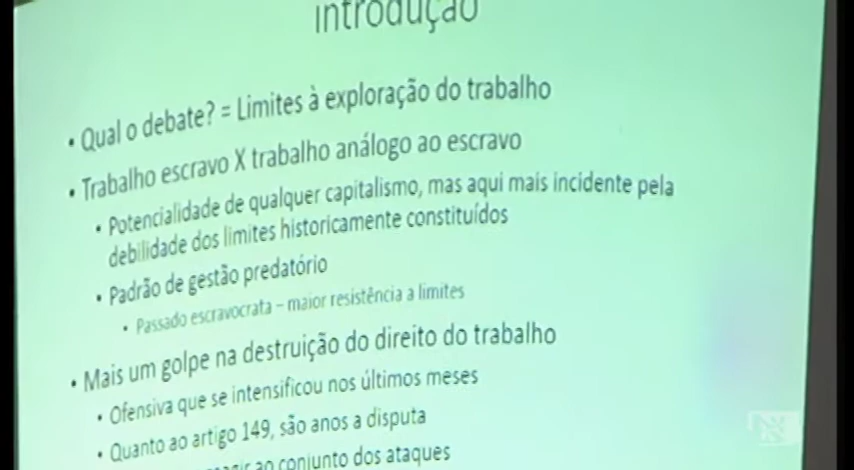 introdução
• Qual o debate? = Limites à exploração do trabalho
• Trabalho escravo X trabalho análogo ao escravo
• Potencialidade de qualquer capitalismo, mas aqui mais incidente pela
debilidade dos limites historicamente constituídos
• Padrão de gestão predatório
• Passado escravocrata – maior resistência a limites
• Mais um golpe na destruição do direito do trabalho
• Ofensiva que se intensificou nos últimos meses
• Quanto ao artigo 149, são anos a disputa
ao conjunto dos ataques